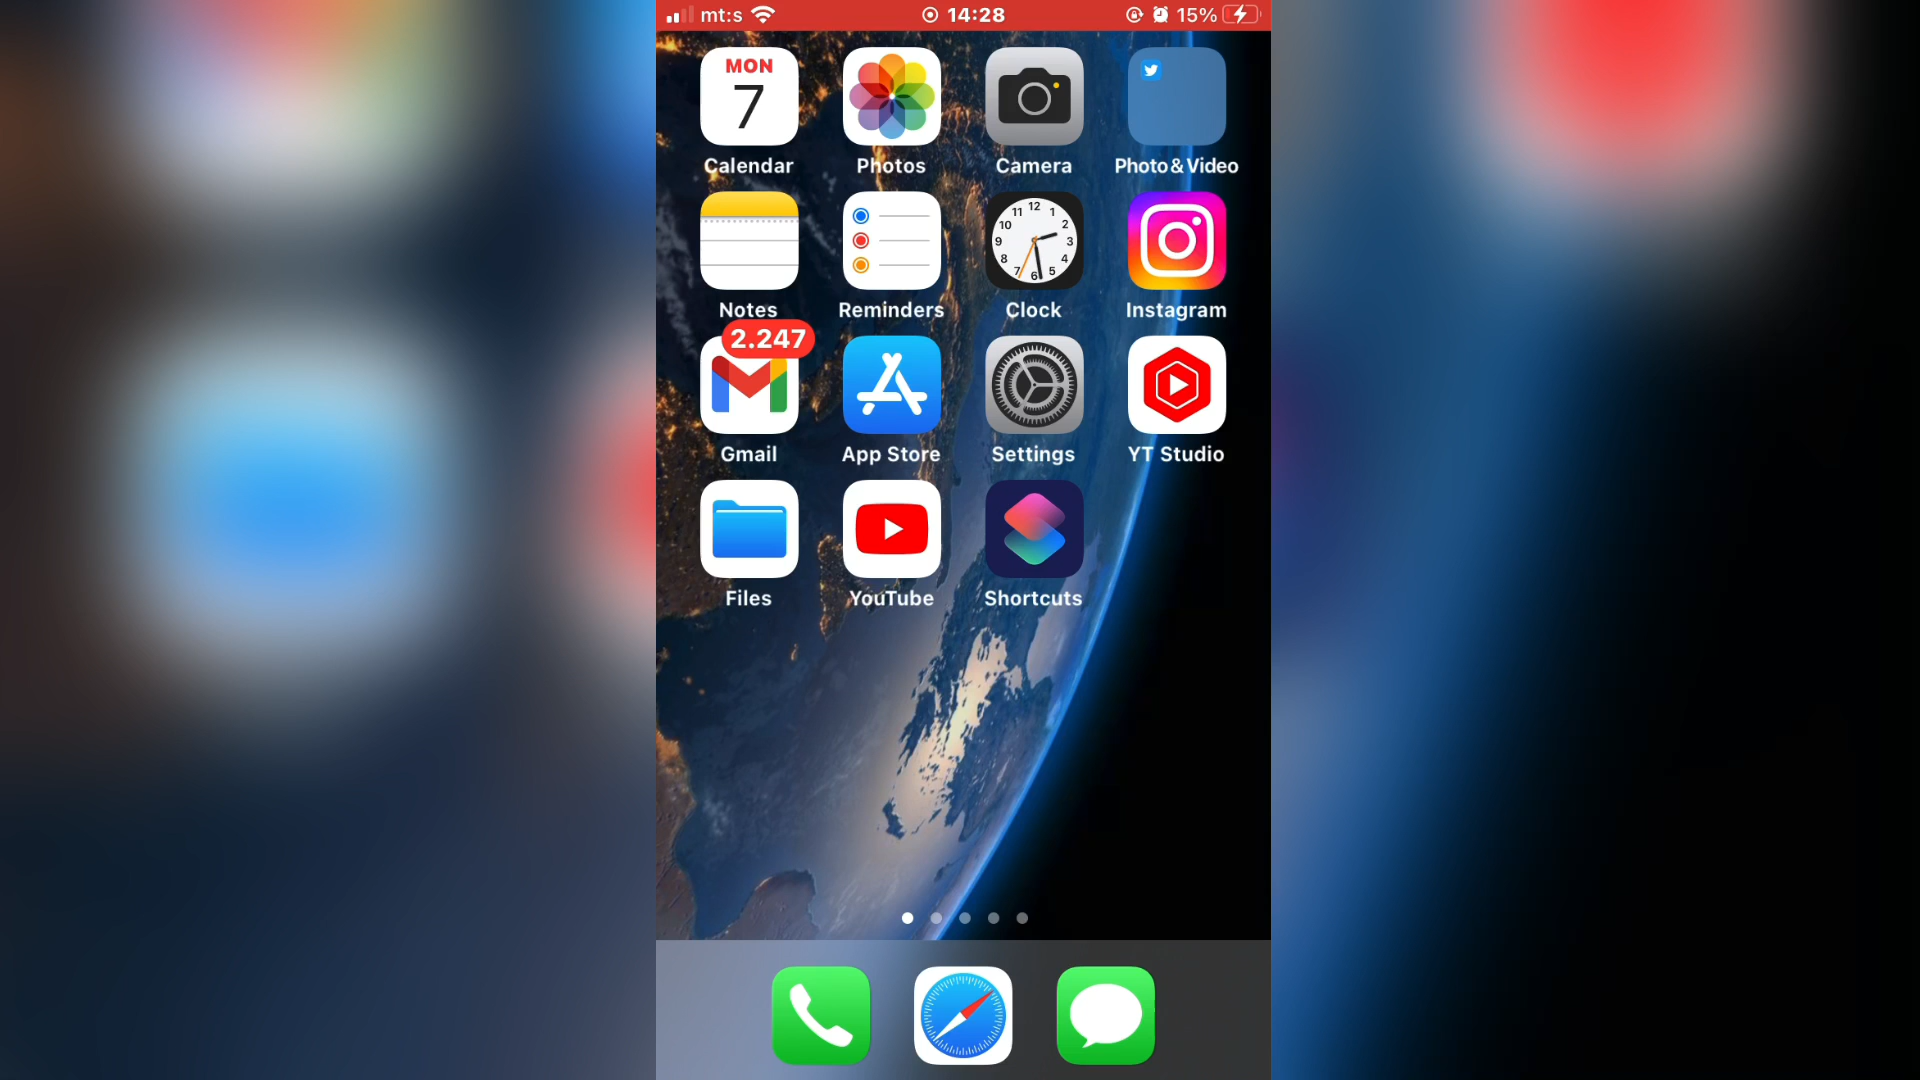 mt:s 14:28 15%
MON
7
Calendar Photos Camera Photo & Video
12
11 1
10 2
9 3
8 4
7 6 5
Notes Reminders Clock Instagram
2.247
Gmail App Store Settings YT Studio
Files YouTube Shortcuts